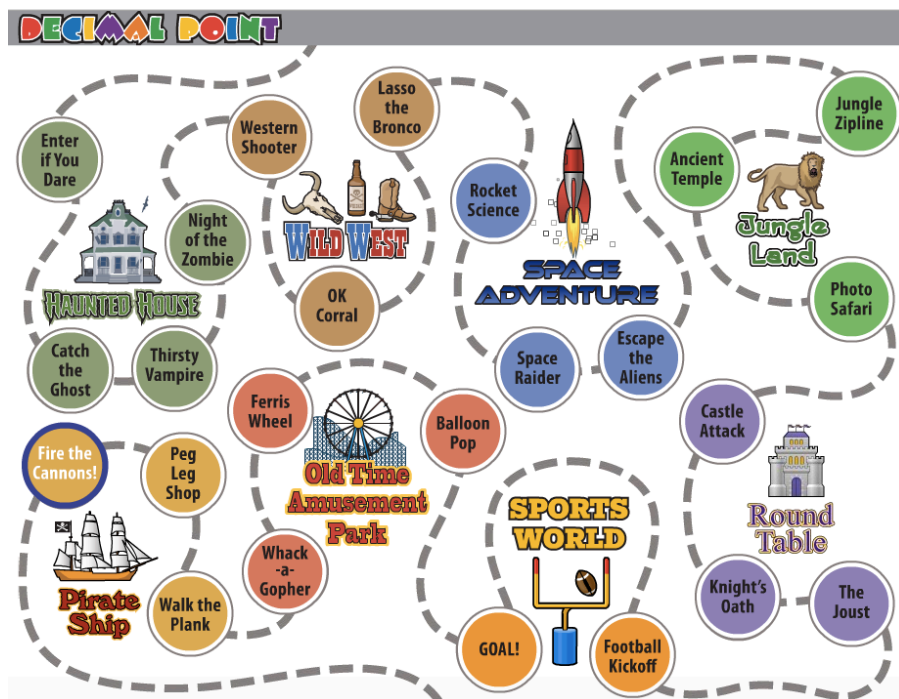 DECIMAL POINT
Enter
if You
Dare
Western
Shooter
Lasso
the
Bronco
Jungle
Zipline
Ancient
Temple
Rocket
Science
Night
of the
Zombie
WILD WEST
JUNGLE
LAND
SPACE
ADVENTURE
HAUNTED HOUSE
OK
Corral
Photo
Safari
Catch
the
Ghost
Thirsty
Vampire
Space
Raider
Escape
the
Aliens
Ferris
Wheel
Balloon
Pop
Castle
Attack
Fire the
Cannons!
Peg
Leg
Shop
Old Time
Amusement
Park
SPORTS
WORLD
Round
Table
Whack
-a-
Gopher
Pirate
Ship
Walk the
Plank
Knight's
Oath
The
Joust
GOAL!
Football
Kickoff